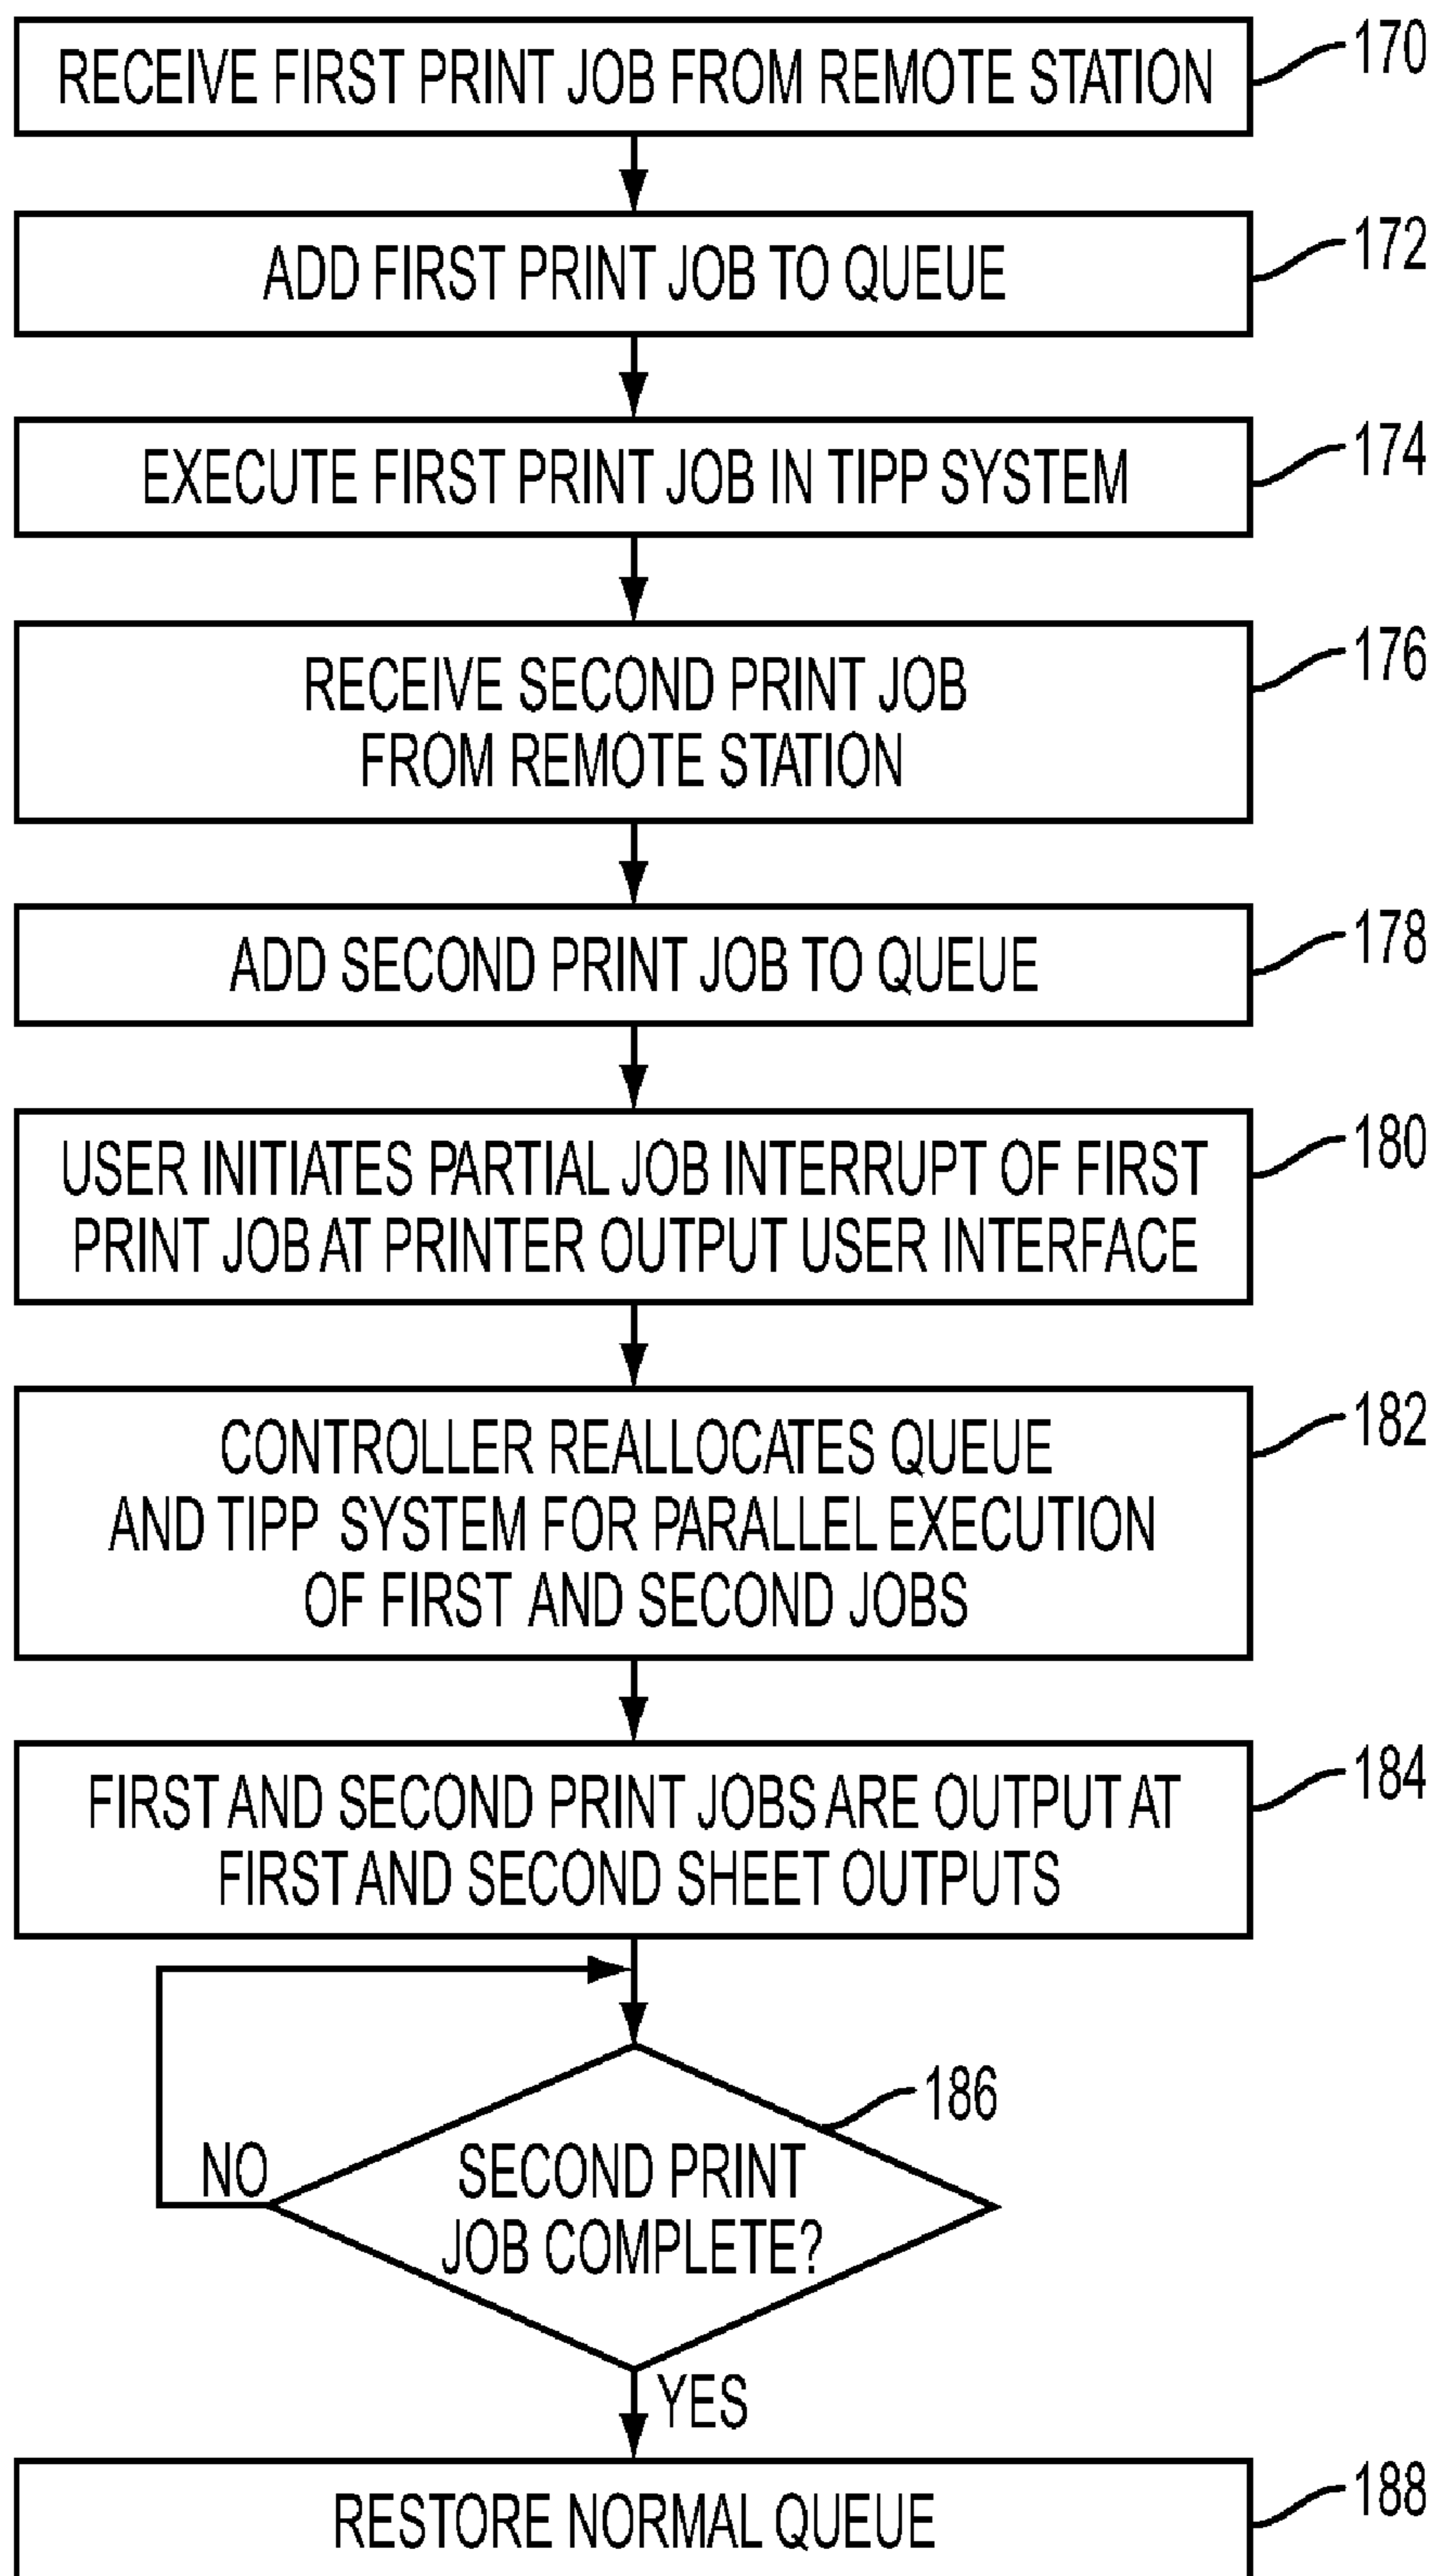 RECEIVE FIRST PRINT JOB FROM REMOTE STATION
170
ADD FIRST PRINT JOB TO QUEUE
172
EXECUTE FIRST PRINT JOB IN TIPP SYSTEM
174
RECEIVE SECOND PRINT JOB
FROM REMOTE STATION
176
ADD SECOND PRINT JOB TO QUEUE
178
USER INITIATES PARTIAL JOB INTERRUPT OF FIRST
PRINT JOB AT PRINTER OUTPUT USER INTERFACE
180
CONTROLLER REALLOCATES QUEUE
AND TIPP SYSTEM FOR PARALLEL EXECUTION
OF FIRST AND SECOND JOBS
182
FIRST AND SECOND PRINT JOBS ARE OUTPUT AT
FIRST AND SECOND SHEET OUTPUTS
184
186
NO
SECOND PRINT
JOB COMPLETE?
YES
RESTORE NORMAL QUEUE
188